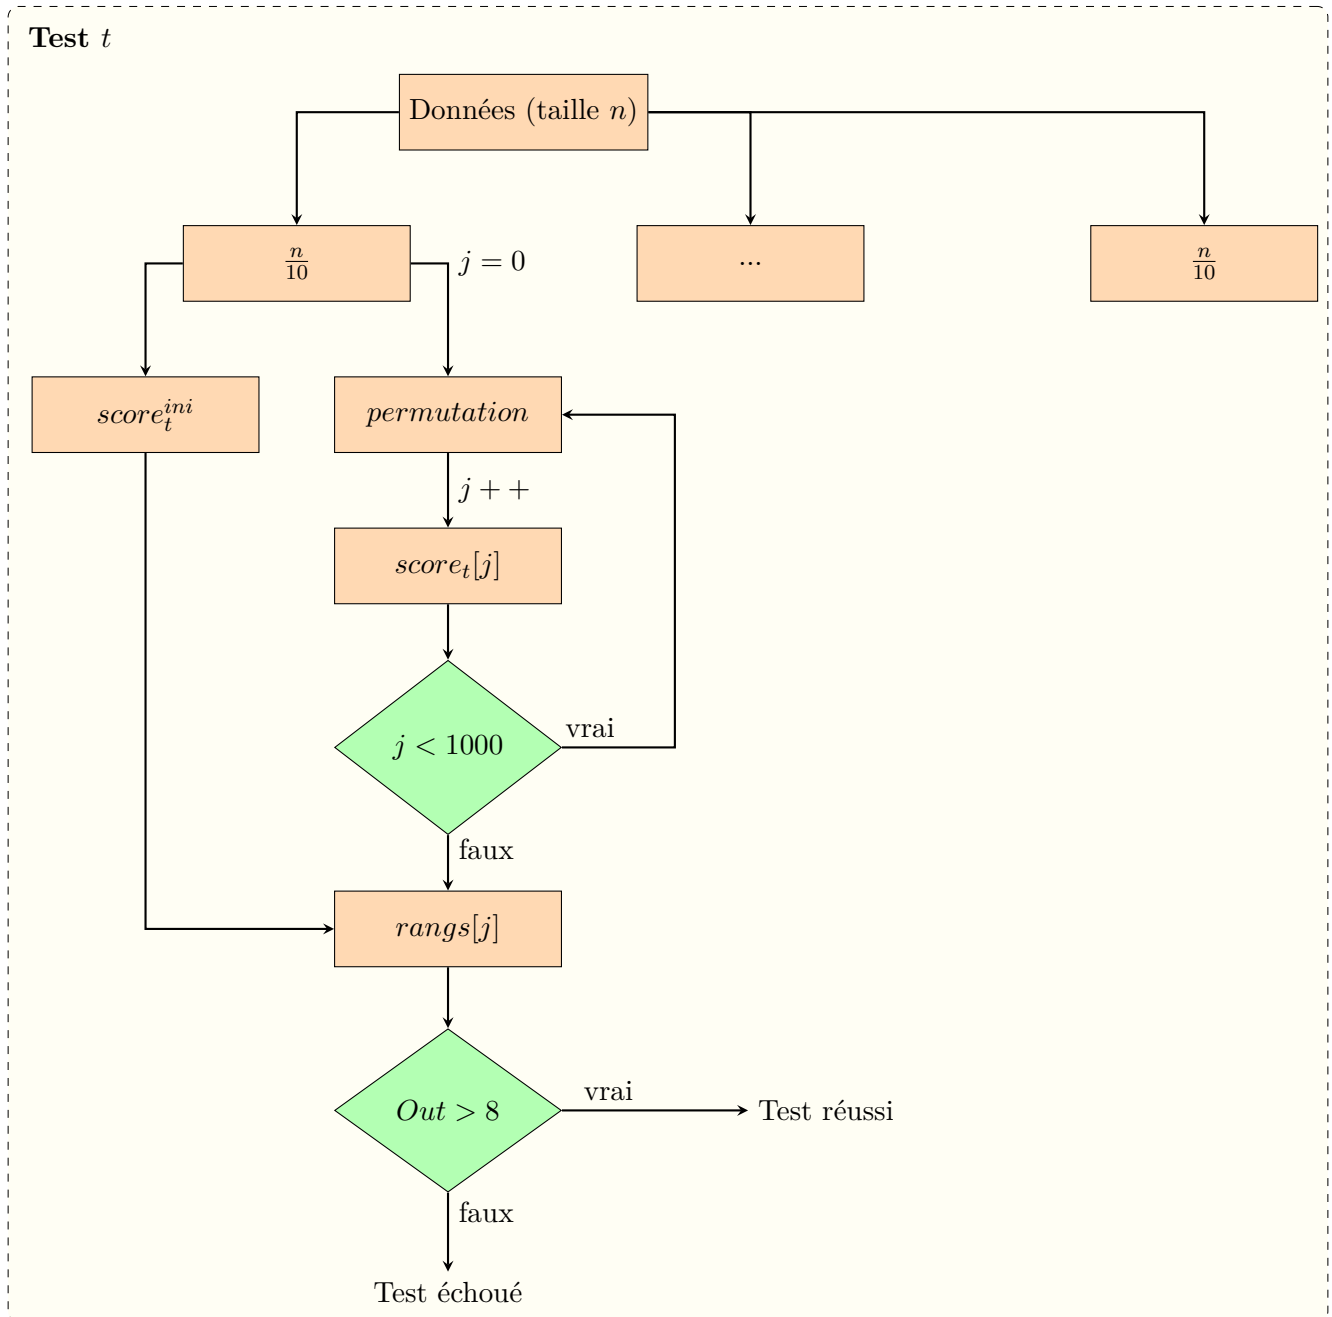 Test t
Données (taille n)
n/10
j = 0
...
n/10
score_t^{ini}
permutation
j + +
score_t[j]
j < 1000
vrai
faux
rangs[j]
Out > 8
vrai
Test réussi
faux
Test échoué